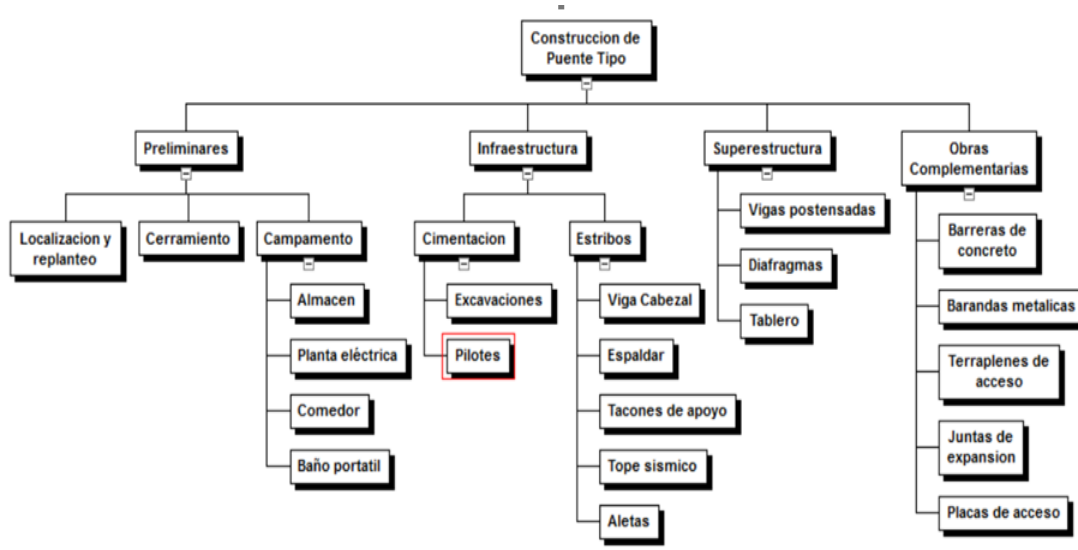 Construccion de
Puente Tipo
Preliminares
Infraestructura
Superestructura
Obras
Complementarias
Localizacion y
replanteo
Cerramiento
Campamento
Almacen
Planta eléctrica
Comedor
Baño portatil
Cimentacion
Excavaciones
Pilotes
Estribos
Viga Cabezal
Espaldar
Tacones de apoyo
Tope sismico
Aletas
Vigas postensadas
Diafragmas
Tablero
Barreras de
concreto
Barandas metalicas
Terraplenes de
acceso
Juntas de
expansion
Placas de acceso